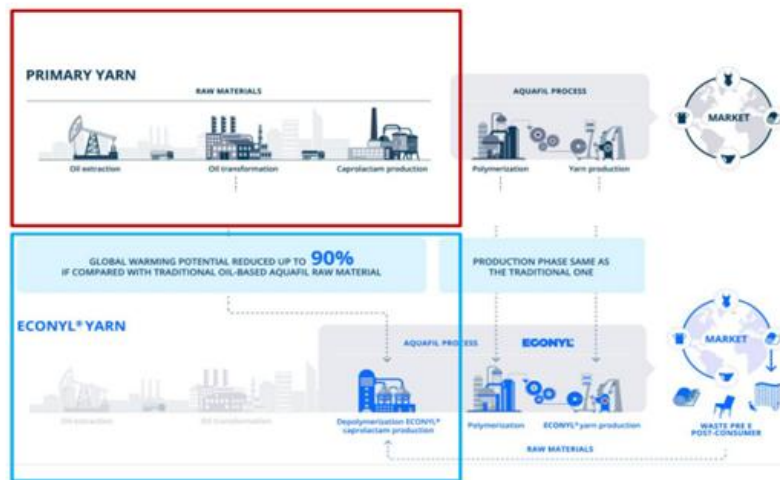 PRIMARY YARN
RAW MATERIALS
AQUAFIL PROCESS
MARKET
Oil extraction
Oil transformation
Caprolactam production
Polymerization
Yarn production
GLOBAL WARMING POTENTIAL REDUCED UP TO 90%
IF COMPARED WITH TRADITIONAL OIL-BASED AQUAFIL RAW MATERIAL
PRODUCTION PHASE SAME AS
THE TRADITIONAL ONE
ECONYL® YARN
AQUAFIL PROCESS
ECONYL®
MARKET
Oil extraction
Oil transformation
Depolymerization ECONYL®
caprolactam production
Polymerization
ECONYL® yarn production
WASTE PRE E
POST-CONSUMER
RAW MATERIALS